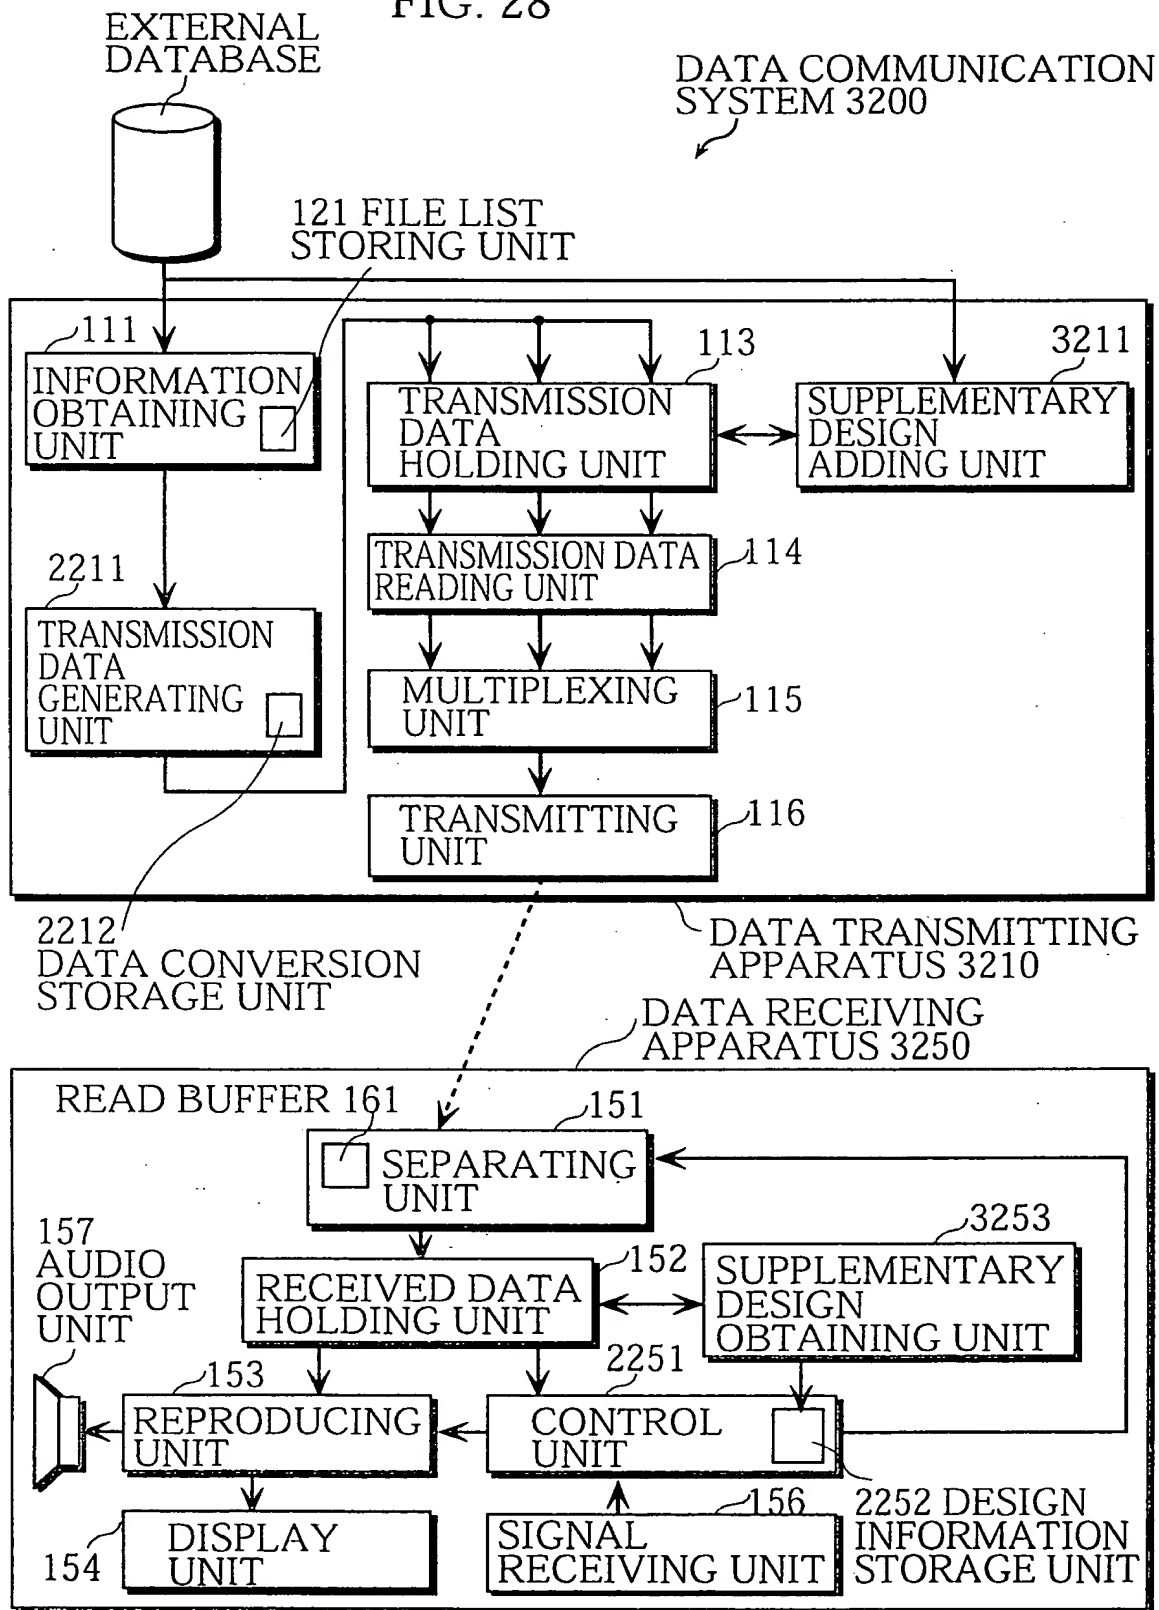 FIG. 28
EXTERNAL
DATABASE
DATA COMMUNICATION
SYSTEM 3200
121 FILE LIST
STORING UNIT
111
INFORMATION
OBTAINING
UNIT
113
TRANSMISSION
DATA
HOLDING UNIT
3211
SUPPLEMENTARY
DESIGN
ADDING UNIT
2211
TRANSMISSION
DATA
GENERATING
UNIT
TRANSMISSION DATA
READING UNIT
114
MULTIPLEXING
UNIT
115
TRANSMITTING
UNIT
116
2212
DATA CONVERSION
STORAGE UNIT
DATA TRANSMITTING
APPARATUS 3210
DATA RECEIVING
APPARATUS 3250
READ BUFFER 161
151
SEPARATING
UNIT
157
AUDIO
OUTPUT
UNIT
152
RECEIVED DATA
HOLDING UNIT
3253
SUPPLEMENTARY
DESIGN
OBTAINING UNIT
153
REPRODUCING
UNIT
2251
CONTROL
UNIT
154
DISPLAY
UNIT
156
SIGNAL
RECEIVING UNIT
2252 DESIGN
INFORMATION
STORAGE UNIT